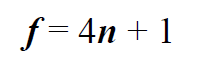 f = 4n + 1